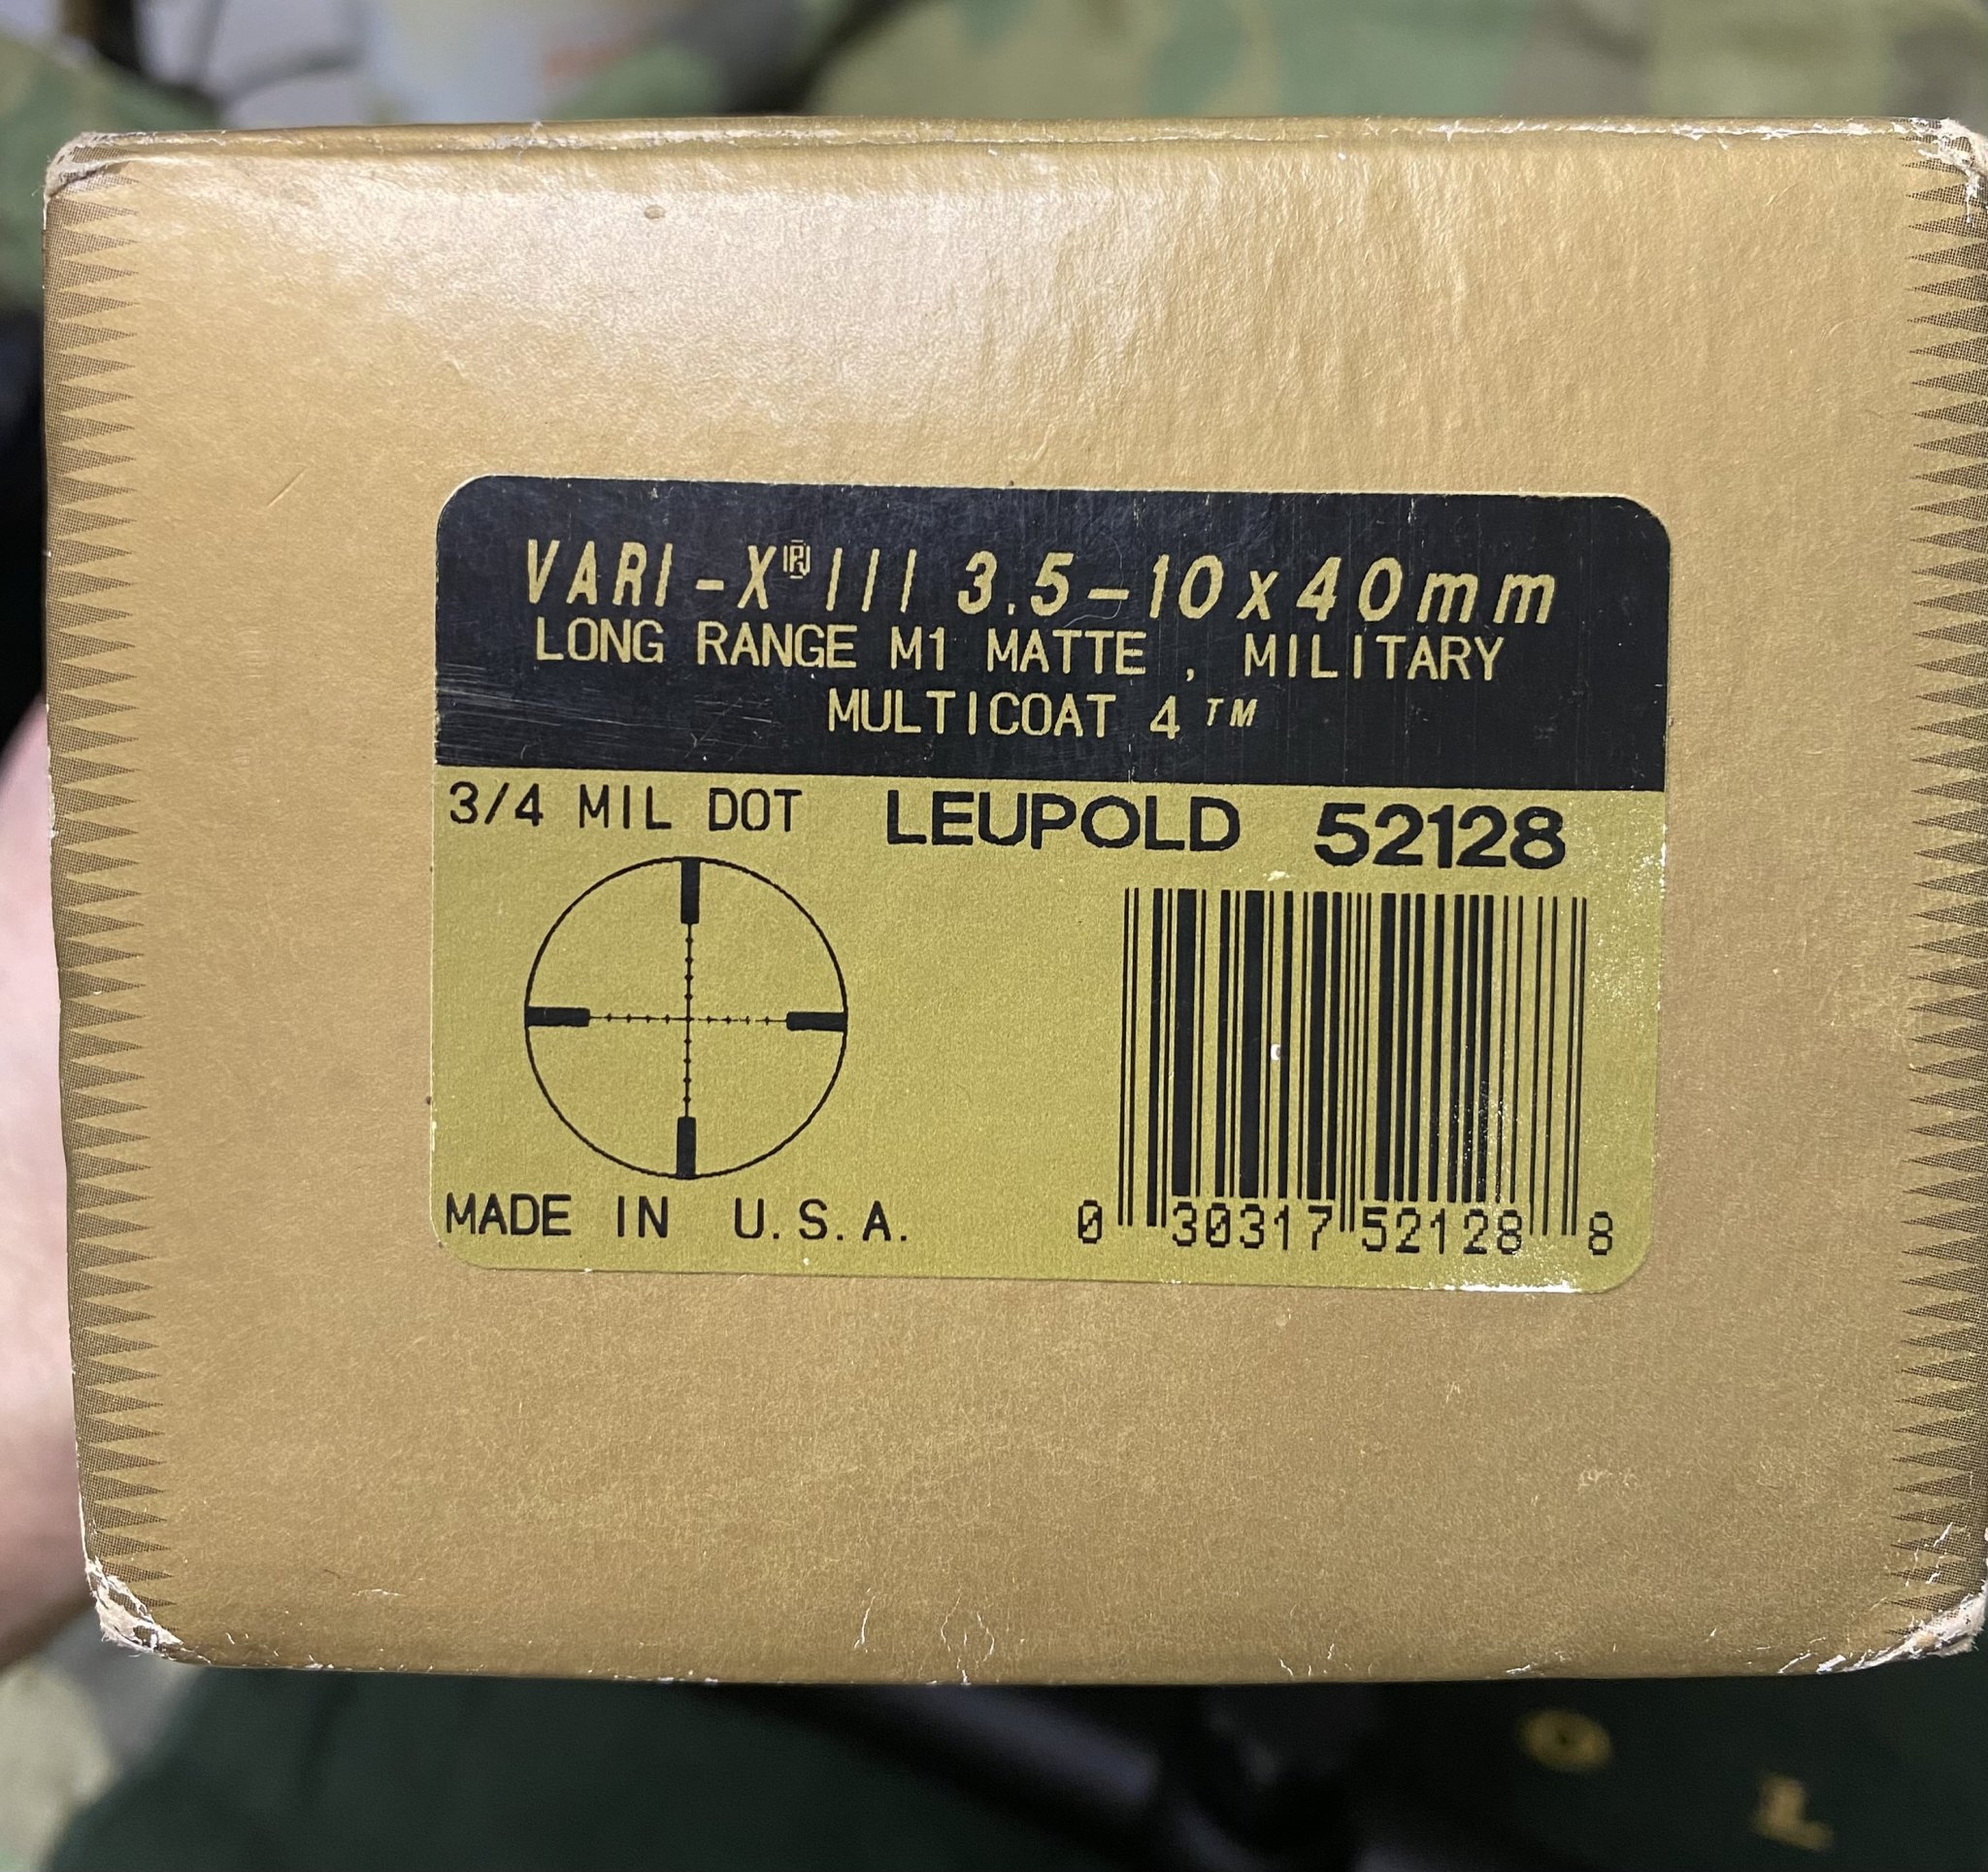 VARI-X® III 3.5-10x40mm
LONG RANGE M1 MATTE , MILITARY
MULTICOAT 4™
3/4 MIL DOT LEUPOLD 52128
MADE IN U.S.A.
0 30317 52128 8